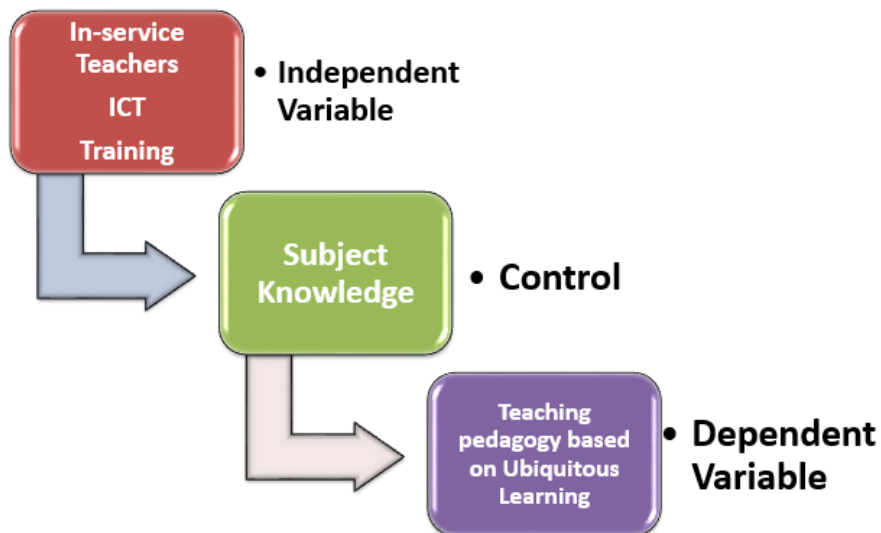 In-service
Teachers
ICT
Training
• Independent
Variable
Subject
Knowledge
• Control
Teaching
pedagogy based
on Ubiquitous
Learning
• Dependent
Variable